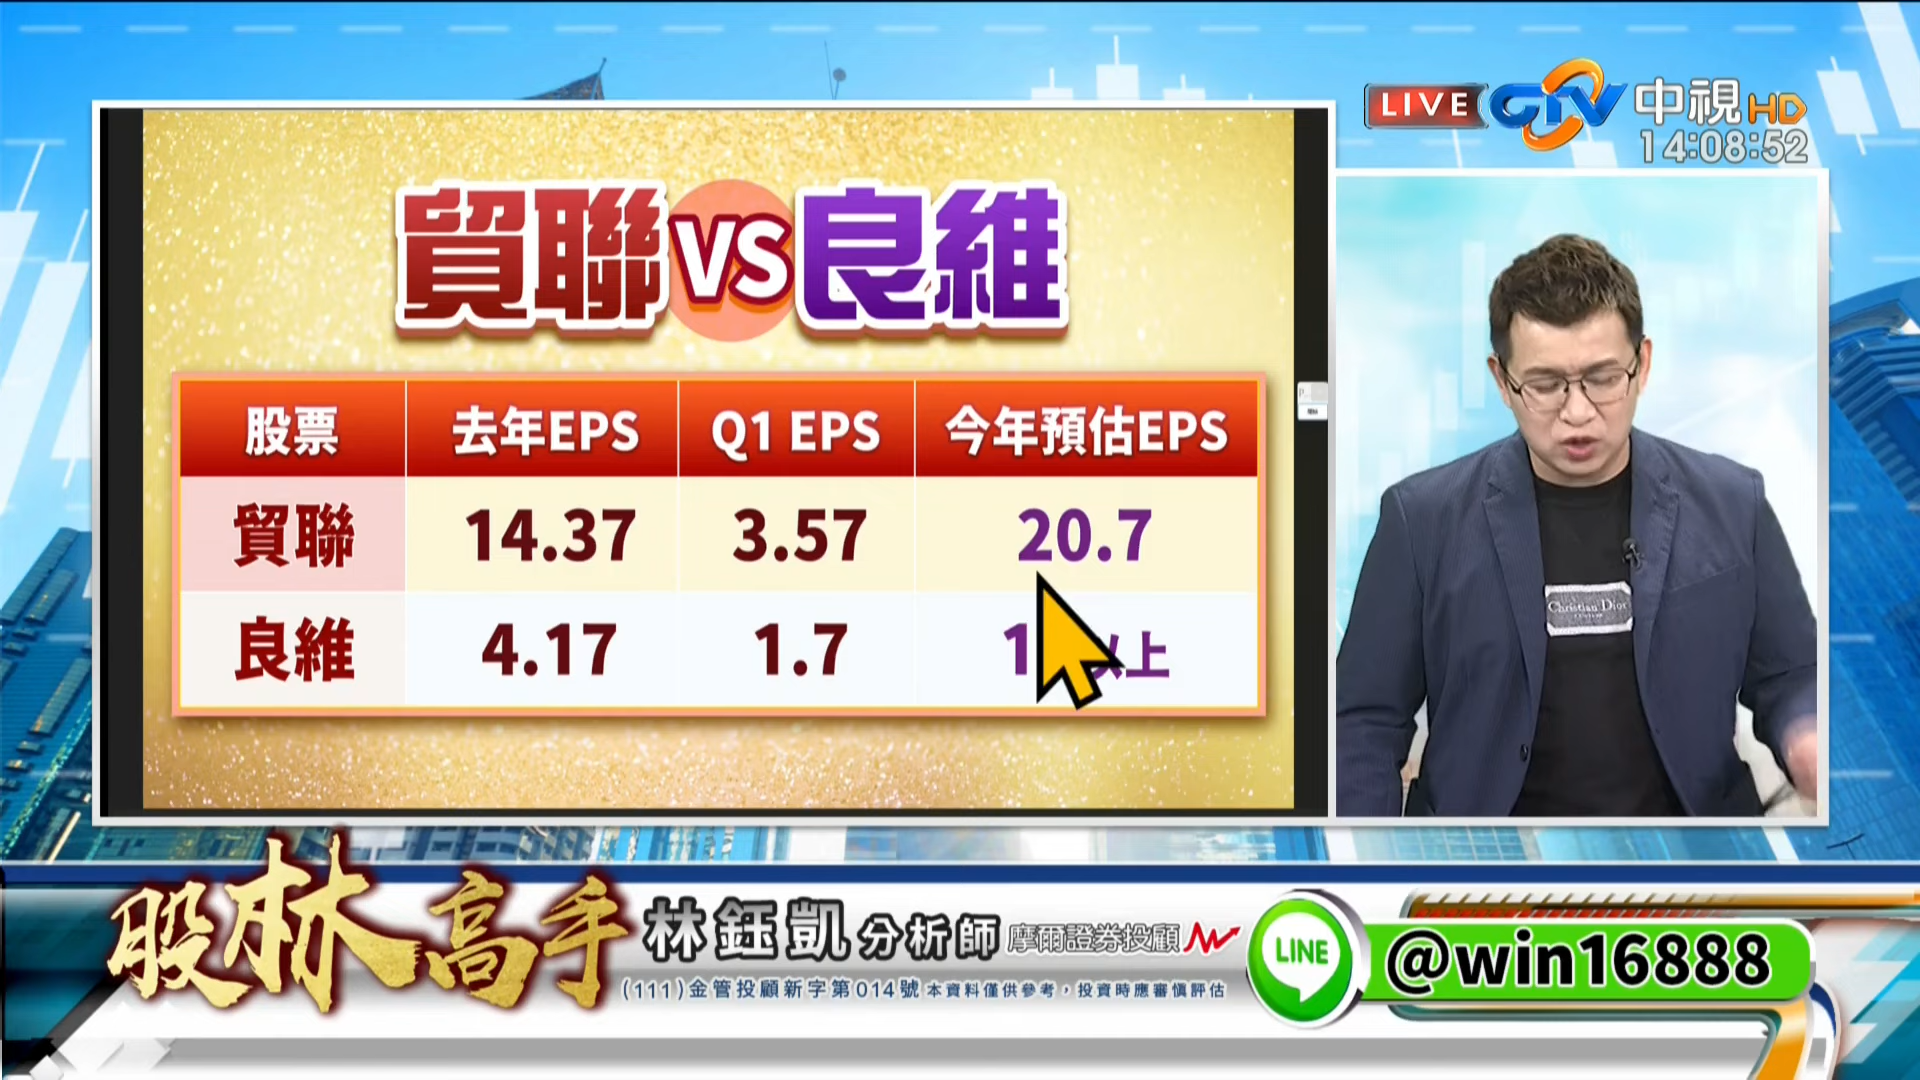 LIVE CTV 中視HD
14:08:52
貿聯VS良維
股票 去年EPS Q1 EPS 今年預估EPS
貿聯 14.37 3.57 20.7
良維 4.17 1.7 以上
Christian Dior
股林高手
林鈺凱 分析師 摩爾證券投顧
(111)金管投顧新字第014號 本資料僅供參考，投資時應審慎評估
LINE @win16888